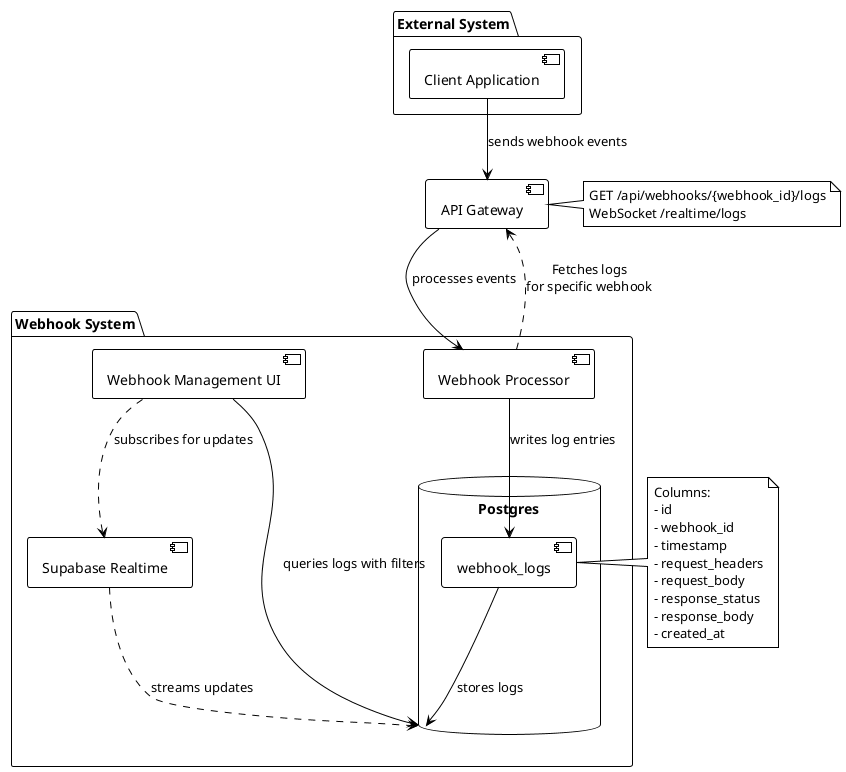 External System
Client Application
sends webhook events
API Gateway
GET /api/webhooks/{webhook_id}/logs
WebSocket /realtime/logs
processes events
Fetches logs
for specific webhook
Webhook System
Webhook Management UI
Webhook Processor
subscribes for updates
writes log entries
Postgres
Supabase Realtime
queries logs with filters
webhook_logs
Columns:
- id
- webhook_id
- timestamp
- request_headers
- request_body
- response_status
- response_body
- created_at
streams updates
stores logs